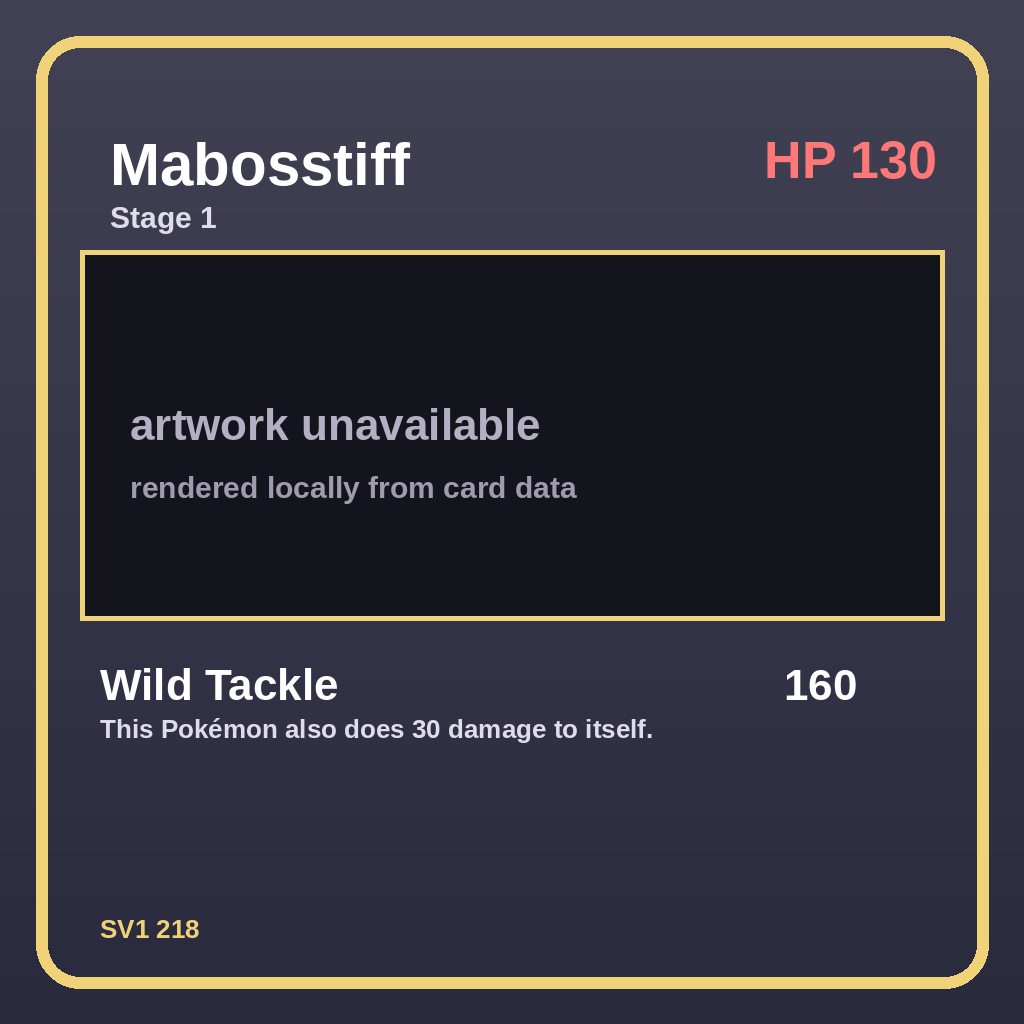 Mabosstiff
HP 130
Stage 1
artwork unavailable
rendered locally from card data
Wild Tackle
160
This Pokémon also does 30 damage to itself.
SV1 218